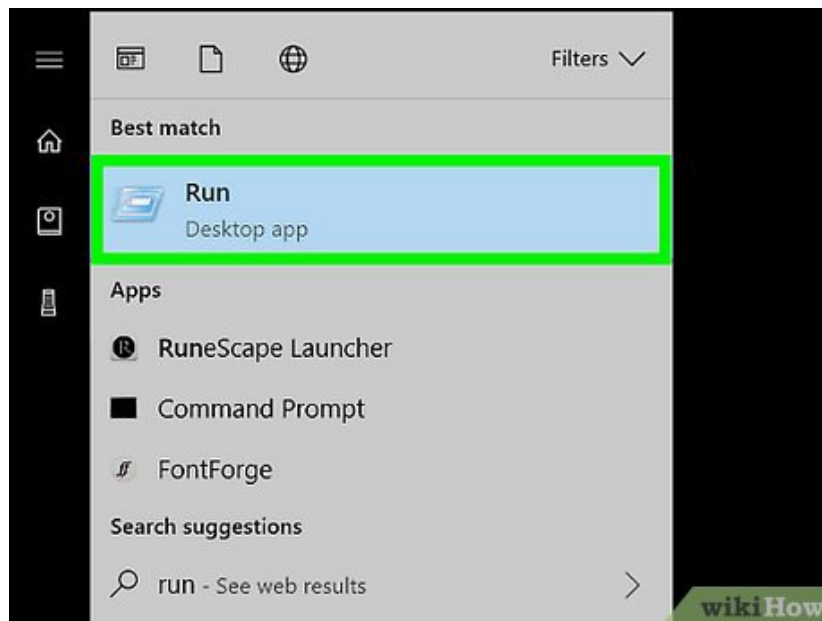 Filters
Best match
Run
Desktop app
Apps
RuneScape Launcher
Command Prompt
FontForge
Search suggestions
run - See web results
wikiHow